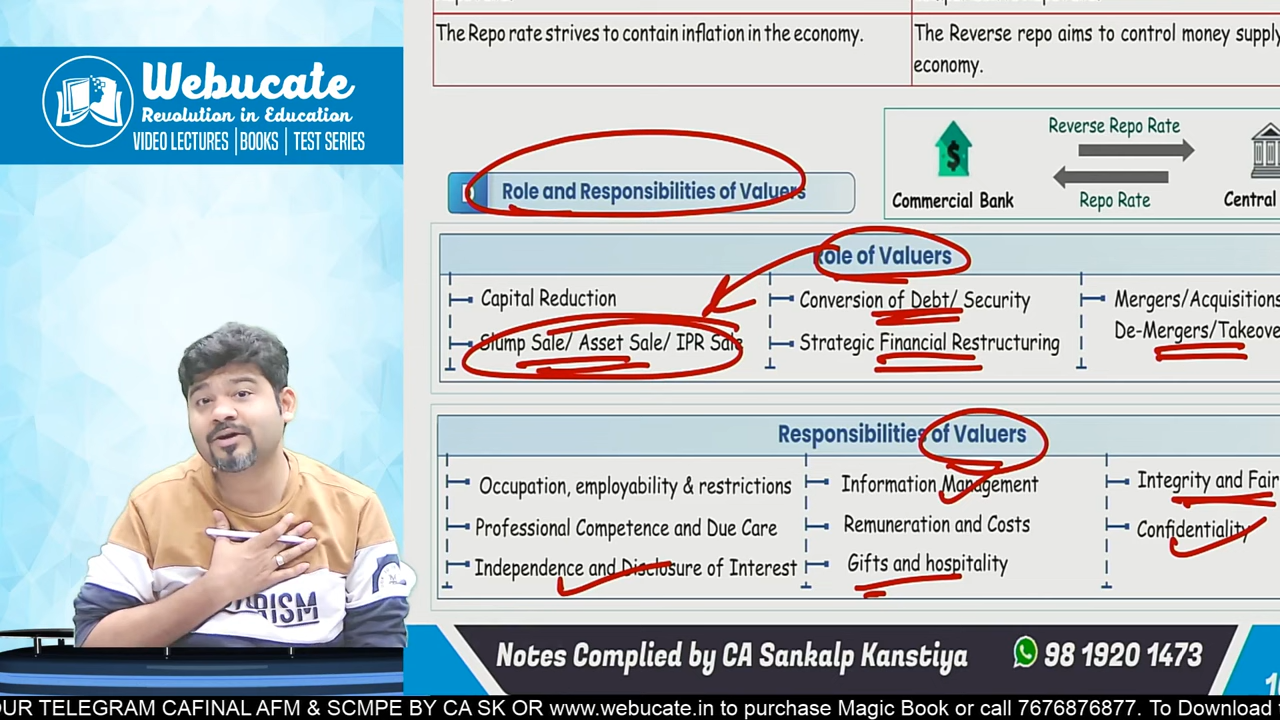 Webucate
Revolution in Education
VIDEO LECTURES | BOOKS | TEST SERIES
The Repo rate strives to contain inflation in the economy.
The Reverse repo aims to control money supply
economy.
Reverse Repo Rate
Commercial Bank
Repo Rate
Central
Role and Responsibilities of Valuers
Role of Valuers
Capital Reduction
Slump Sale/ Asset Sale/ IPR Sale
Conversion of Debt/ Security
Strategic Financial Restructuring
Mergers/Acquisitions
De-Mergers/Takeove
Responsibilities of Valuers
Occupation, employability & restrictions
Professional Competence and Due Care
Independence and Disclosure of Interest
Information Management
Remuneration and Costs
Gifts and hospitality
Integrity and Fair
Confidentiality
Notes Complied by CA Sankalp Kanstiya
98 1920 1473
OUR TELEGRAM CAFINAL AFM & SCMPE BY CA SK OR www.webucate.in to purchase Magic Book or call 7676876877. To Download